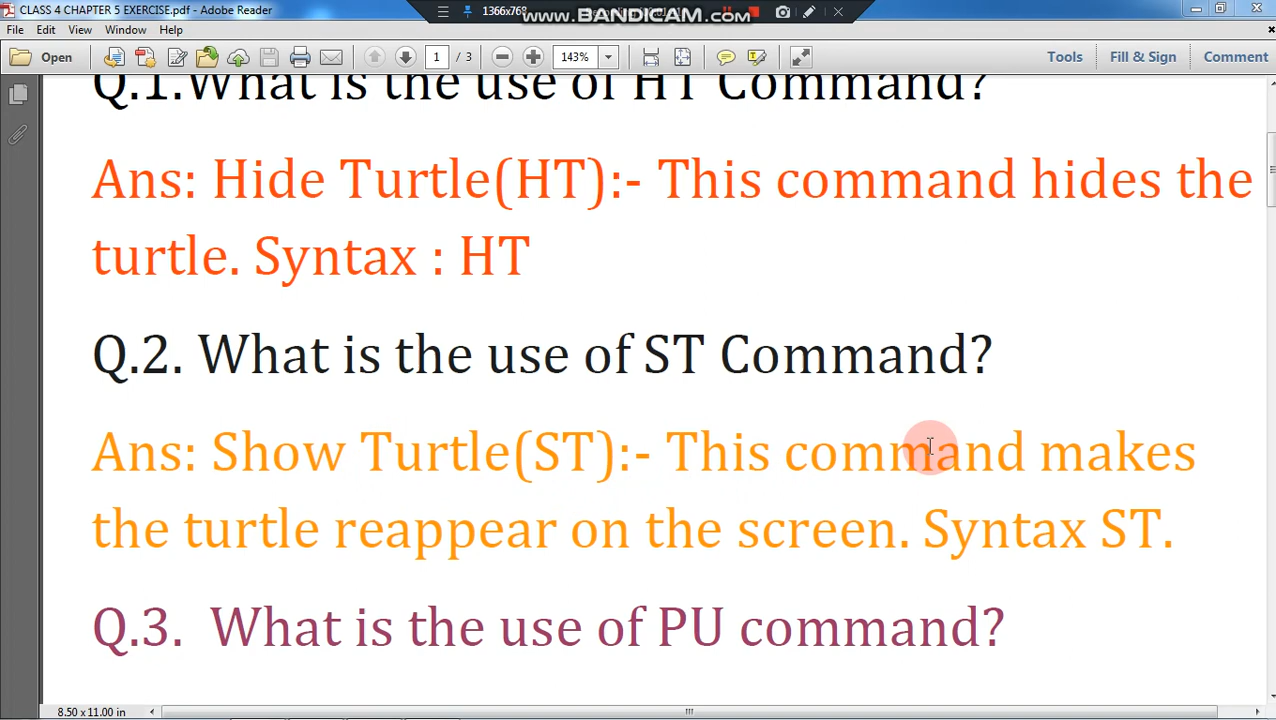 CLASS 4 CHAPTER 5 EXERCISE.pdf - Adobe Reader
1366x768
www.BANDICAM.com
File Edit View Window Help
Open 1 / 3 143% Tools Fill & Sign Comment
Q.1.What is the use of HT Command?
Ans: Hide Turtle(HT):- This command hides the
turtle. Syntax : HT
Q.2. What is the use of ST Command?
Ans: Show Turtle(ST):- This command makes
the turtle reappear on the screen. Syntax ST.
Q.3. What is the use of PU command?
8.50 x 11.00 in